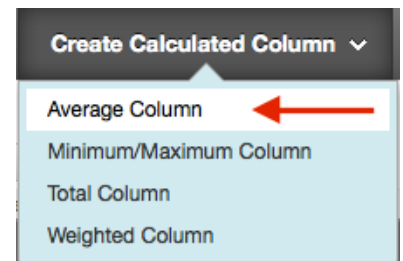 Create Calculated Column
Average Column
Minimum/Maximum Column
Total Column
Weighted Column